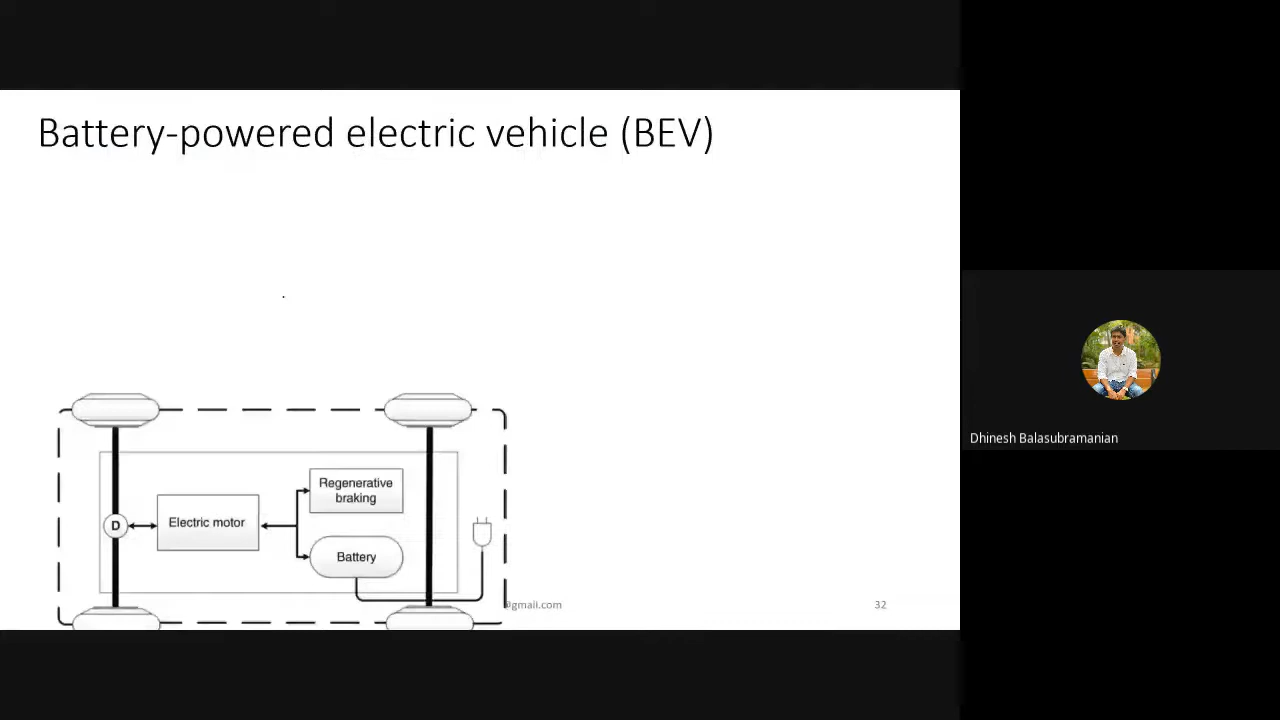 Battery-powered electric vehicle (BEV)
Regenerative
braking
D
Electric motor
Battery
@gmail.com
32
Dhinesh Balasubramanian